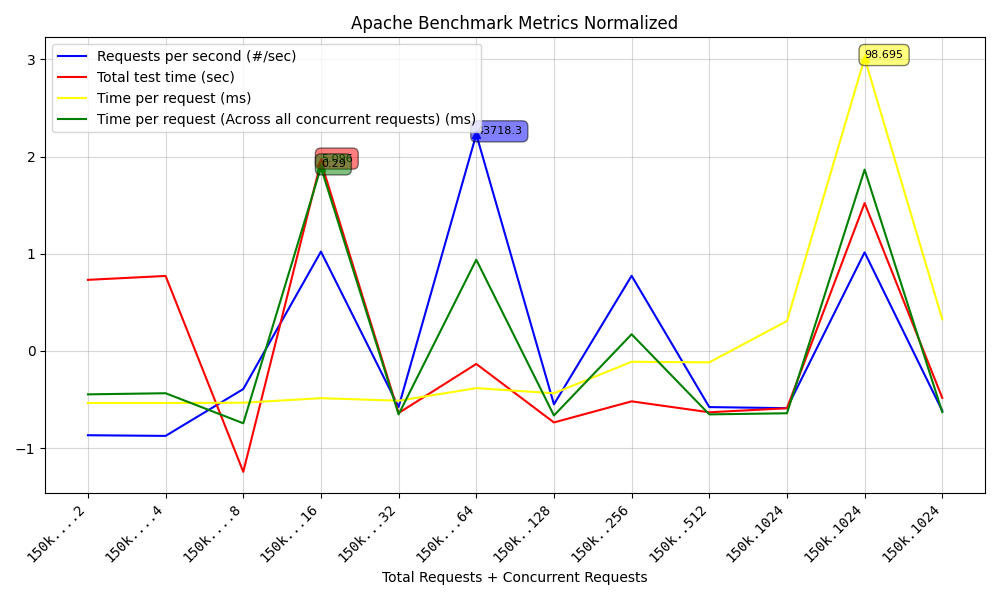 Apache Benchmark Metrics Normalized
Requests per second (#/sec)
Total test time (sec)
Time per request (ms)
Time per request (Across all concurrent requests) (ms)
98.695
3718.3
0.29
3
2
1
0
−1
150k....2
150k....4
150k....8
150k...16
150k...32
150k...64
150k..128
150k..256
150k..512
150k.1024
150k.1024
150k.1024
Total Requests + Concurrent Requests